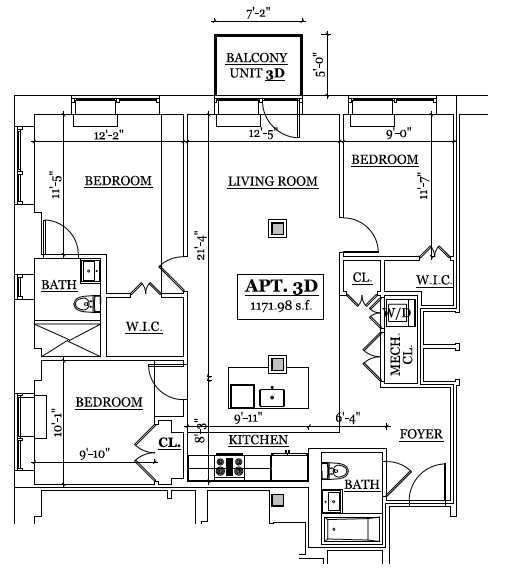 7'-2"
BALCONY
UNIT 3D
5'-0"
12'-2"
12'-5"
9'-0"
BEDROOM
11'-5"
BEDROOM
LIVING ROOM
11'-7"
21'-4"
BATH
CL.
W.I.C.
APT. 3D
1171.98 s.f.
W.I.C.
W/D
MECH.
CL.
BEDROOM
10'-1"
9'-11"
6'-4"
8'-3"
CL.
KITCHEN
FOYER
9'-10"
BATH